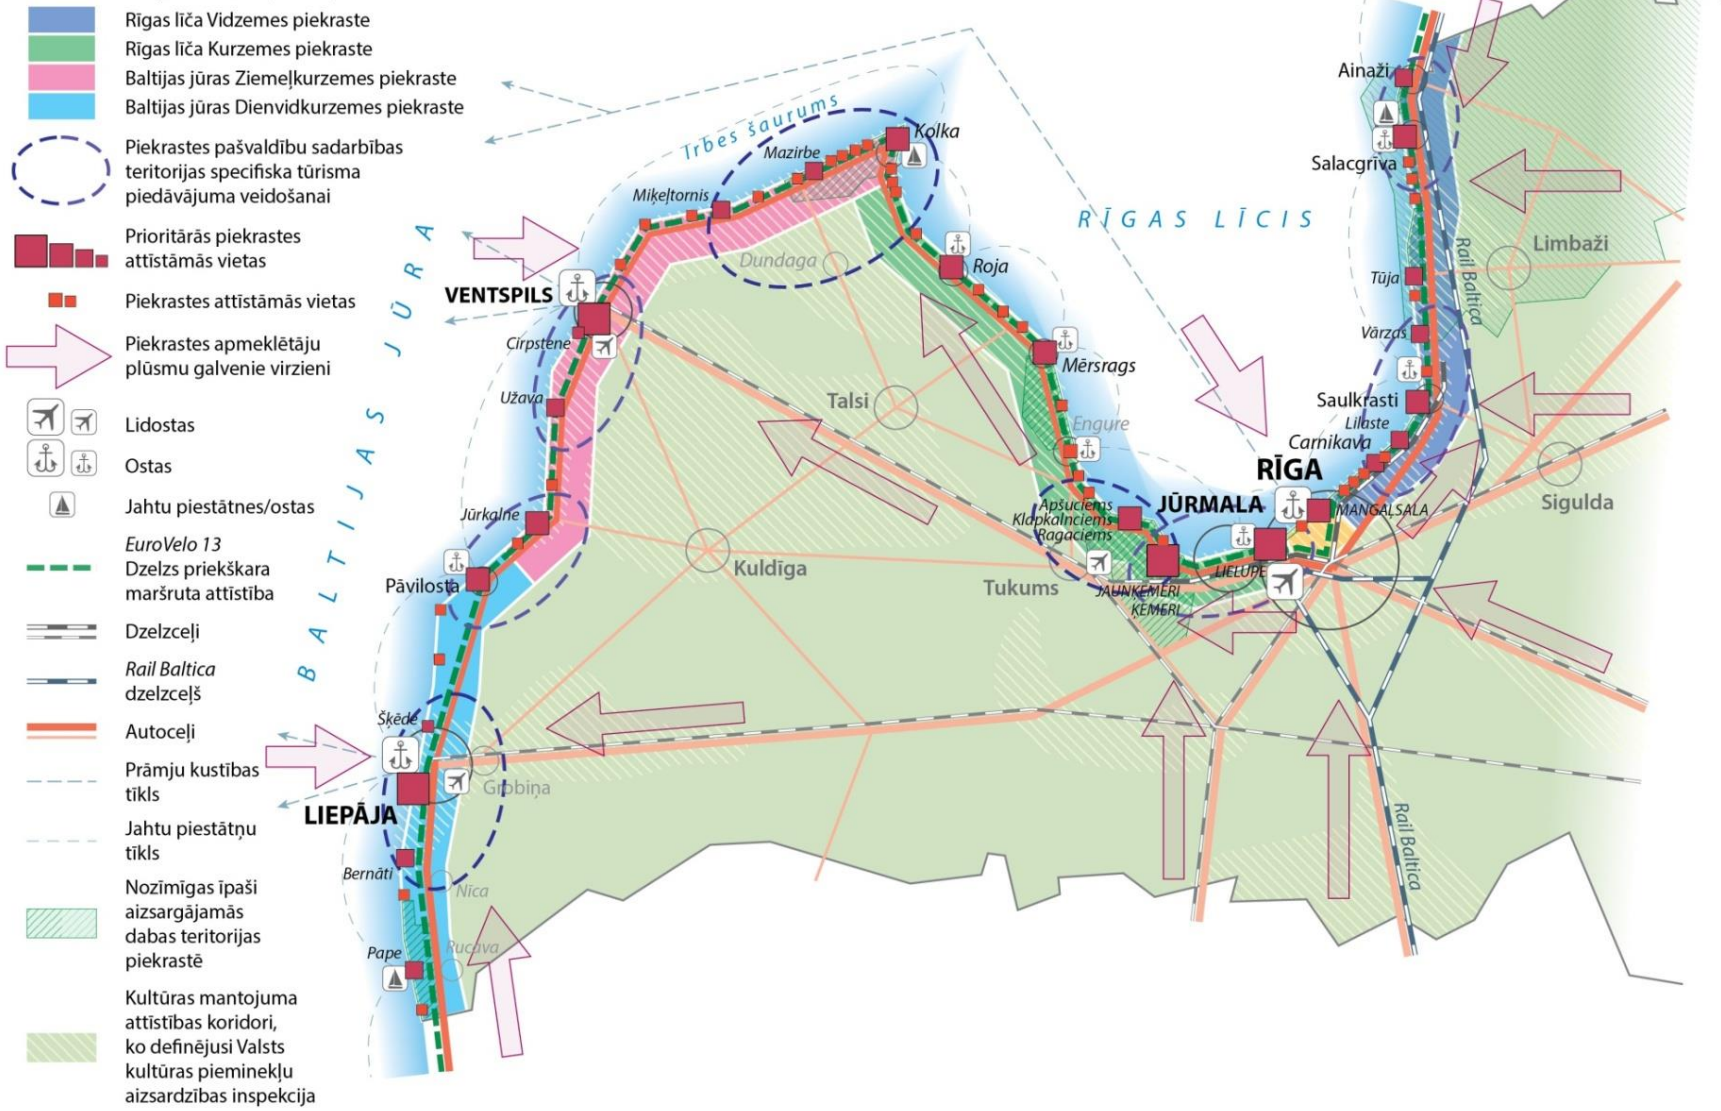 Rīgas līča Vidzemes piekraste
Rīgas līča Kurzemes piekraste
Baltijas jūras Ziemeļkurzemes piekraste
Baltijas jūras Dienvidkurzemes piekraste
Piekrastes pašvaldību sadarbības
teritorijas specifiska tūrisma
piedāvājuma veidošanai
Prioritārās piekrastes
attīstāmās vietas
Piekrastes attīstāmās vietas
Piekrastes apmeklētāju
plūsmu galvenie virzieni
Lidostas
Ostas
Jahtu piestātnes/ostas
EuroVelo 13
Dzelzs priekškara
maršruta attīstība
Dzelzceļi
Rail Baltica
dzelzceļš
Autoceļi
Prāmju kustības
tīkls
Jahtu piestātņu
tīkls
Nozīmīgas īpaši
aizsargājamās
dabas teritorijas
piekrastē
Kultūras mantojuma
attīstības koridori,
ko definējusi Valsts
kultūras pieminekļu
aizsardzības inspekcija
BALTIJAS JŪRA
Irbes šaurums
RĪGAS LĪCIS
Kolka
Mazirbe
Miķeļtornis
Dundaga
VENTSPILS
Cirpstene
Užava
Jūrkalne
Pāvilosta
Šķēde
Grobiņa
LIEPĀJA
Bernāti
Nīca
Pape
Rucava
Roja
Mērsrags
Talsi
Engure
Kuldīga
Tukums
Apšuciems
Klapkalnciems
Ragaciems
JŪRMALA
JAUNĶEMERI
ĶEMERI
LIELUPE
RĪGA
MANGAĻSALA
Carnikava
Lilaste
Saulkrasti
Vārzas
Tūja
Salacgrīva
Ainaži
Limbaži
Sigulda
Rail Baltica
Rail Baltica